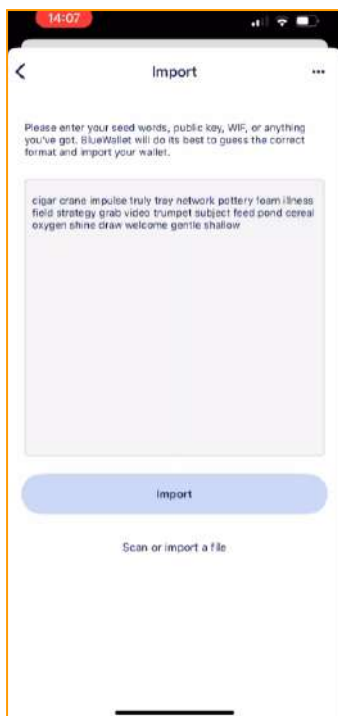 14:07
Import
Please enter your seed words, public key, WIF, or anything
you've got. BlueWallet will do its best to guess the correct
format and import your wallet.
cigar crane impulse truly tray network pottery foam illness
field strategy grab video trumpet subject feed pond cereal
oxygen shine draw welcome gentle shallow
Import
Scan or import a file